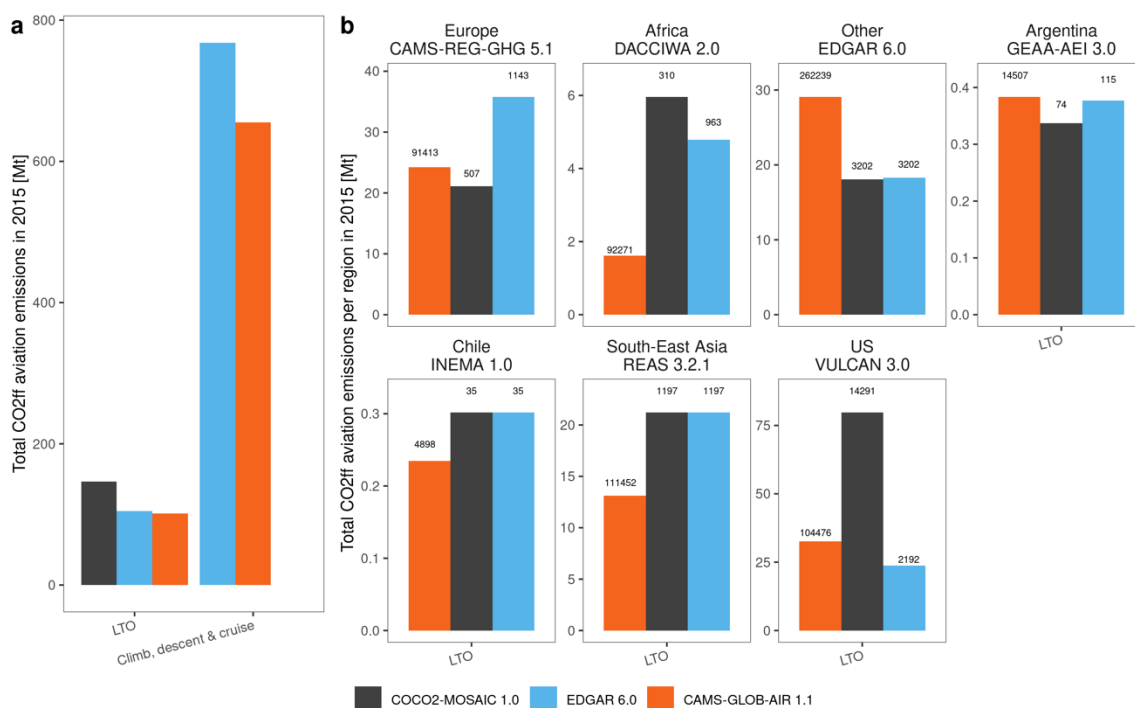 a
Total CO2ff aviation emissions in 2015 [Mt]
800
600
400
200
0
LTO
Climb, descent & cruise
b
Total CO2ff aviation emissions per region in 2015 [Mt]
Europe
CAMS-REG-GHG 5.1
40
30
20
10
0
91413
507
1143
Africa
DACCIWA 2.0
6
4
2
0
92271
310
963
Other
EDGAR 6.0
30
20
10
0
262239
3202
3202
Argentina
GEAA-AEI 3.0
0.4
0.3
0.2
0.1
0.0
14507
74
115
LTO
Chile
INEMA 1.0
0.3
0.2
0.1
0.0
4898
35
35
LTO
South-East Asia
REAS 3.2.1
20
15
10
5
0
111452
1197
1197
LTO
US
VULCAN 3.0
75
50
25
0
104476
14291
2192
LTO
COCO2-MOSAIC 1.0
EDGAR 6.0
CAMS-GLOB-AIR 1.1